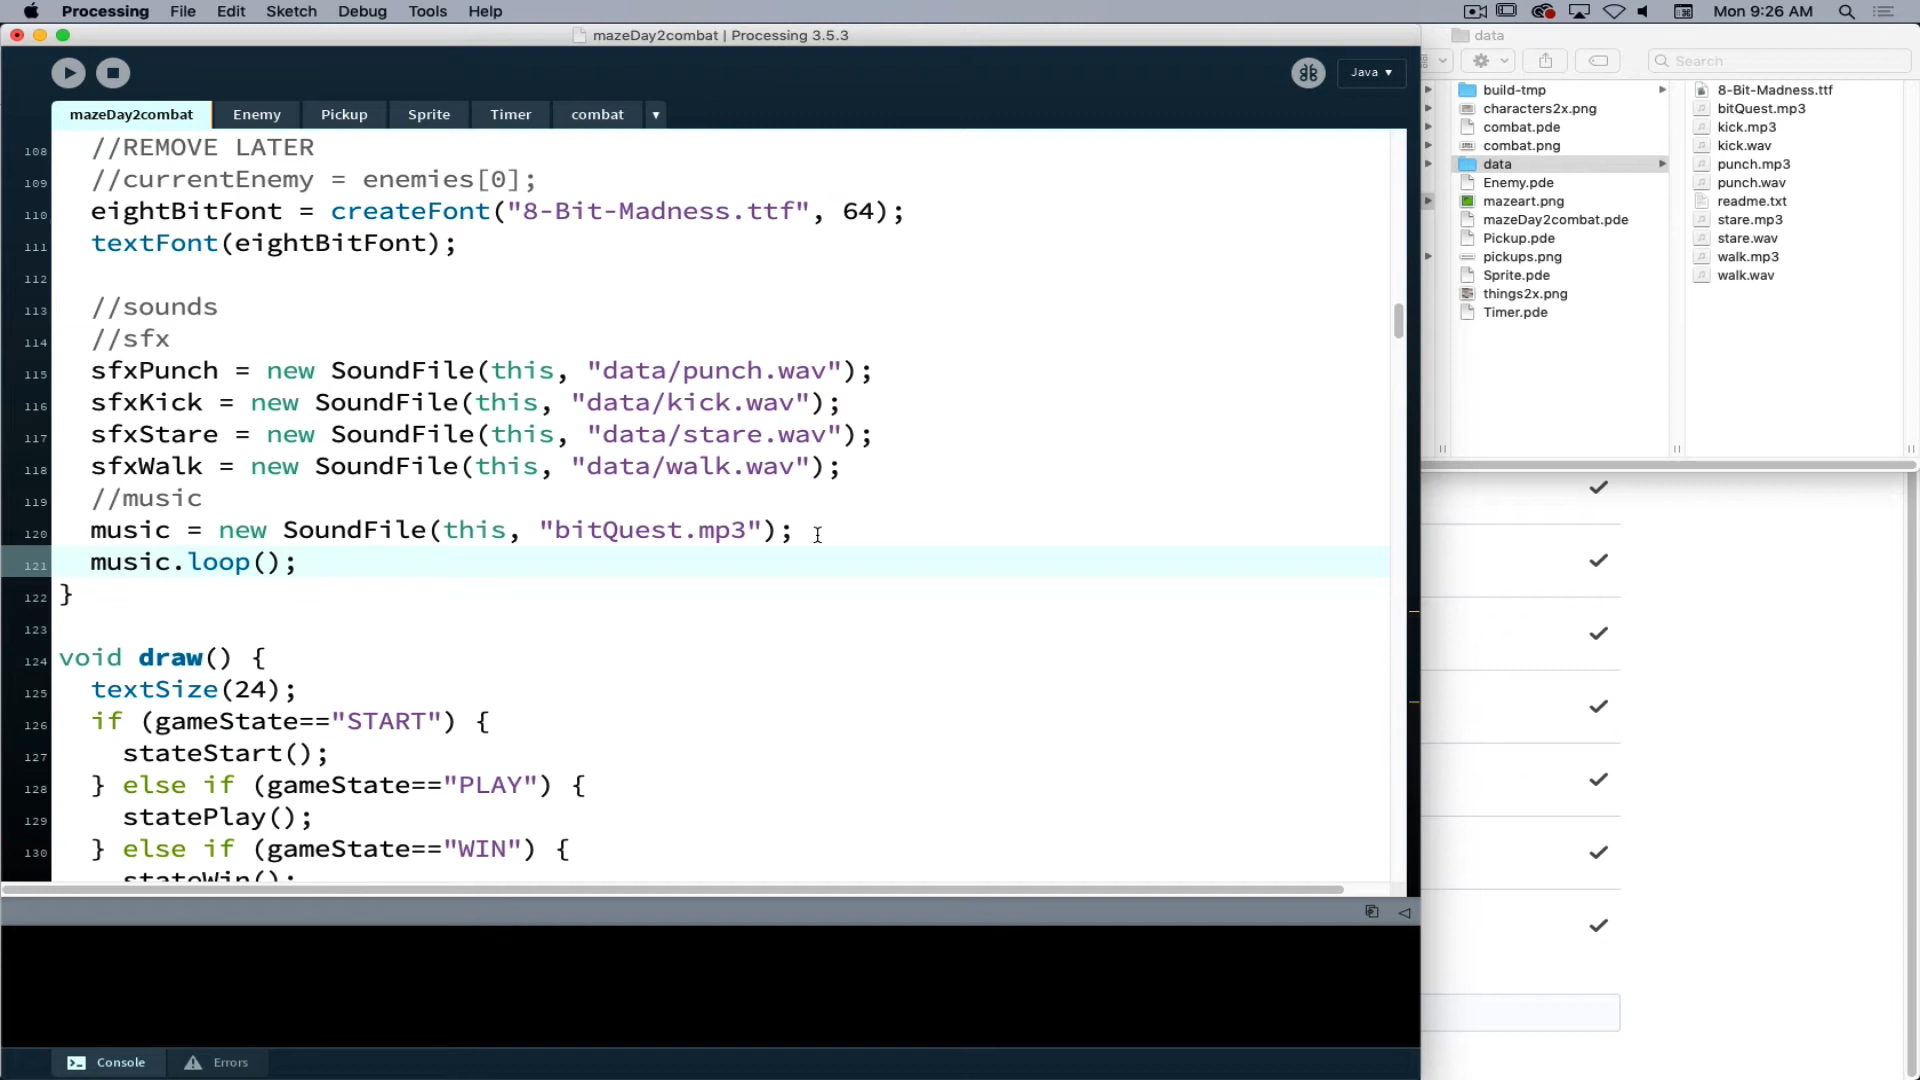 Processing File Edit Sketch Debug Tools Help
Mon 9:26 AM
mazeDay2combat | Processing 3.5.3
Java ▾
mazeDay2combat Enemy Pickup Sprite Timer combat ▾
108 //REMOVE LATER
109 //currentEnemy = enemies[0];
110 eightBitFont = createFont("8-Bit-Madness.ttf", 64);
111 textFont(eightBitFont);
112
113 //sounds
114 //sfx
115 sfxPunch = new SoundFile(this, "data/punch.wav");
116 sfxKick = new SoundFile(this, "data/kick.wav");
117 sfxStare = new SoundFile(this, "data/stare.wav");
118 sfxWalk = new SoundFile(this, "data/walk.wav");
119 //music
120 music = new SoundFile(this, "bitQuest.mp3");
121 music.loop();
122 }
123
124 void draw() {
125 textSize(24);
126 if (gameState=="START") {
127 stateStart();
128 } else if (gameState=="PLAY") {
129 statePlay();
130 } else if (gameState=="WIN") {
stateWin();
Console Errors
data
Search
build-tmp
characters2x.png
combat.pde
combat.png
data
Enemy.pde
mazeart.png
mazeDay2combat.pde
Pickup.pde
pickups.png
Sprite.pde
things2x.png
Timer.pde
8-Bit-Madness.ttf
bitQuest.mp3
kick.mp3
kick.wav
punch.mp3
punch.wav
readme.txt
stare.mp3
stare.wav
walk.mp3
walk.wav